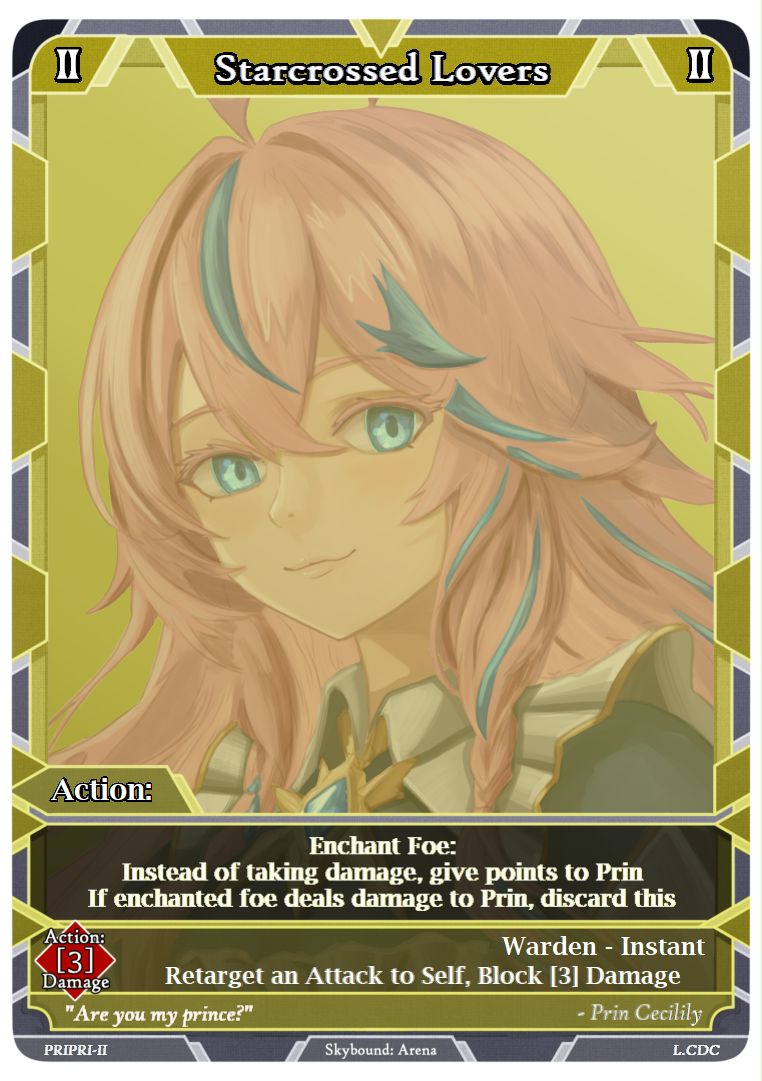 II Starcrossed Lovers II
Action:
Enchant Foe:
Instead of taking damage, give points to Prin
If enchanted foe deals damage to Prin, discard this
Action:
[3]
Damage
Warden - Instant
Retarget an Attack to Self, Block [3] Damage
"Are you my prince?" - Prin Cecilily
PRIPRI-II Skybound: Arena L.CDC